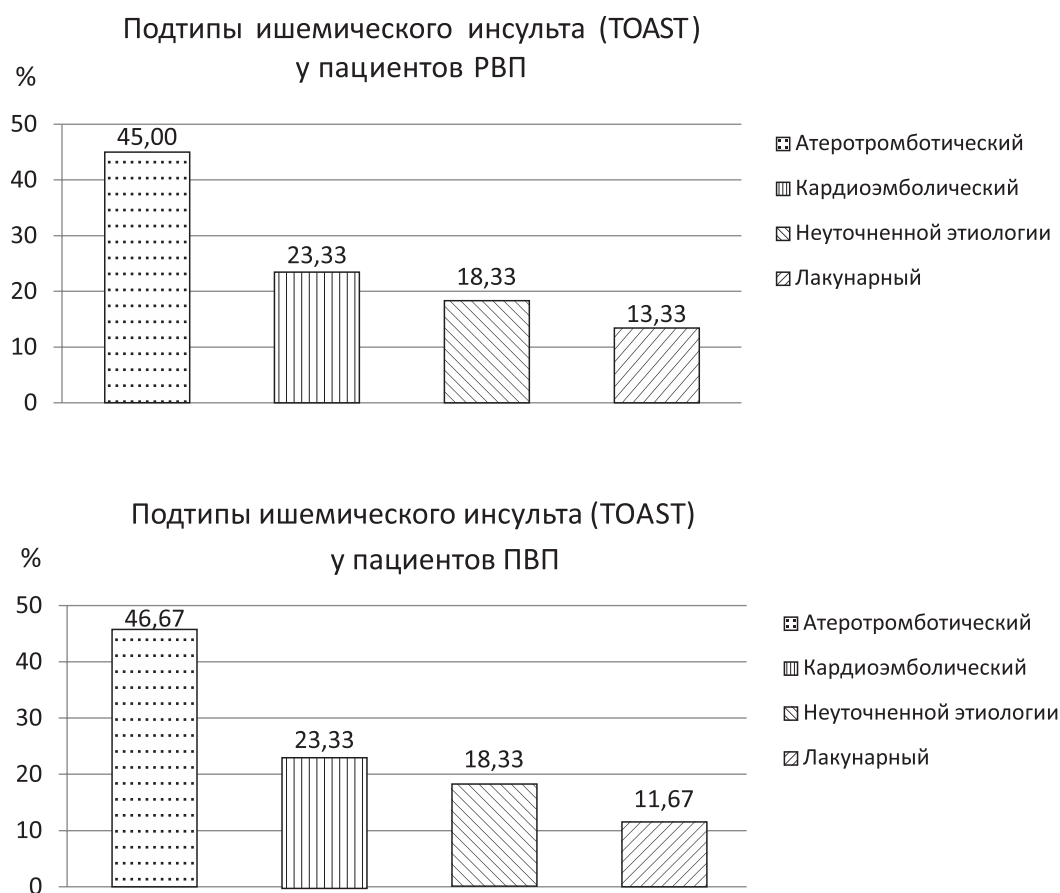 Подтипы ишемического инсульта (TOAST)
у пациентов РВП
%
50
40
30
20
10
0
45,00
23,33
18,33
13,33
Атеротромботический
Кардиоэмболический
Неуточненной этиологии
Лакунарный
Подтипы ишемического инсульта (TOAST)
у пациентов ПВП
%
50
40
30
20
10
0
46,67
23,33
18,33
11,67
Атеротромботический
Кардиоэмболический
Неуточненной этиологии
Лакунарный